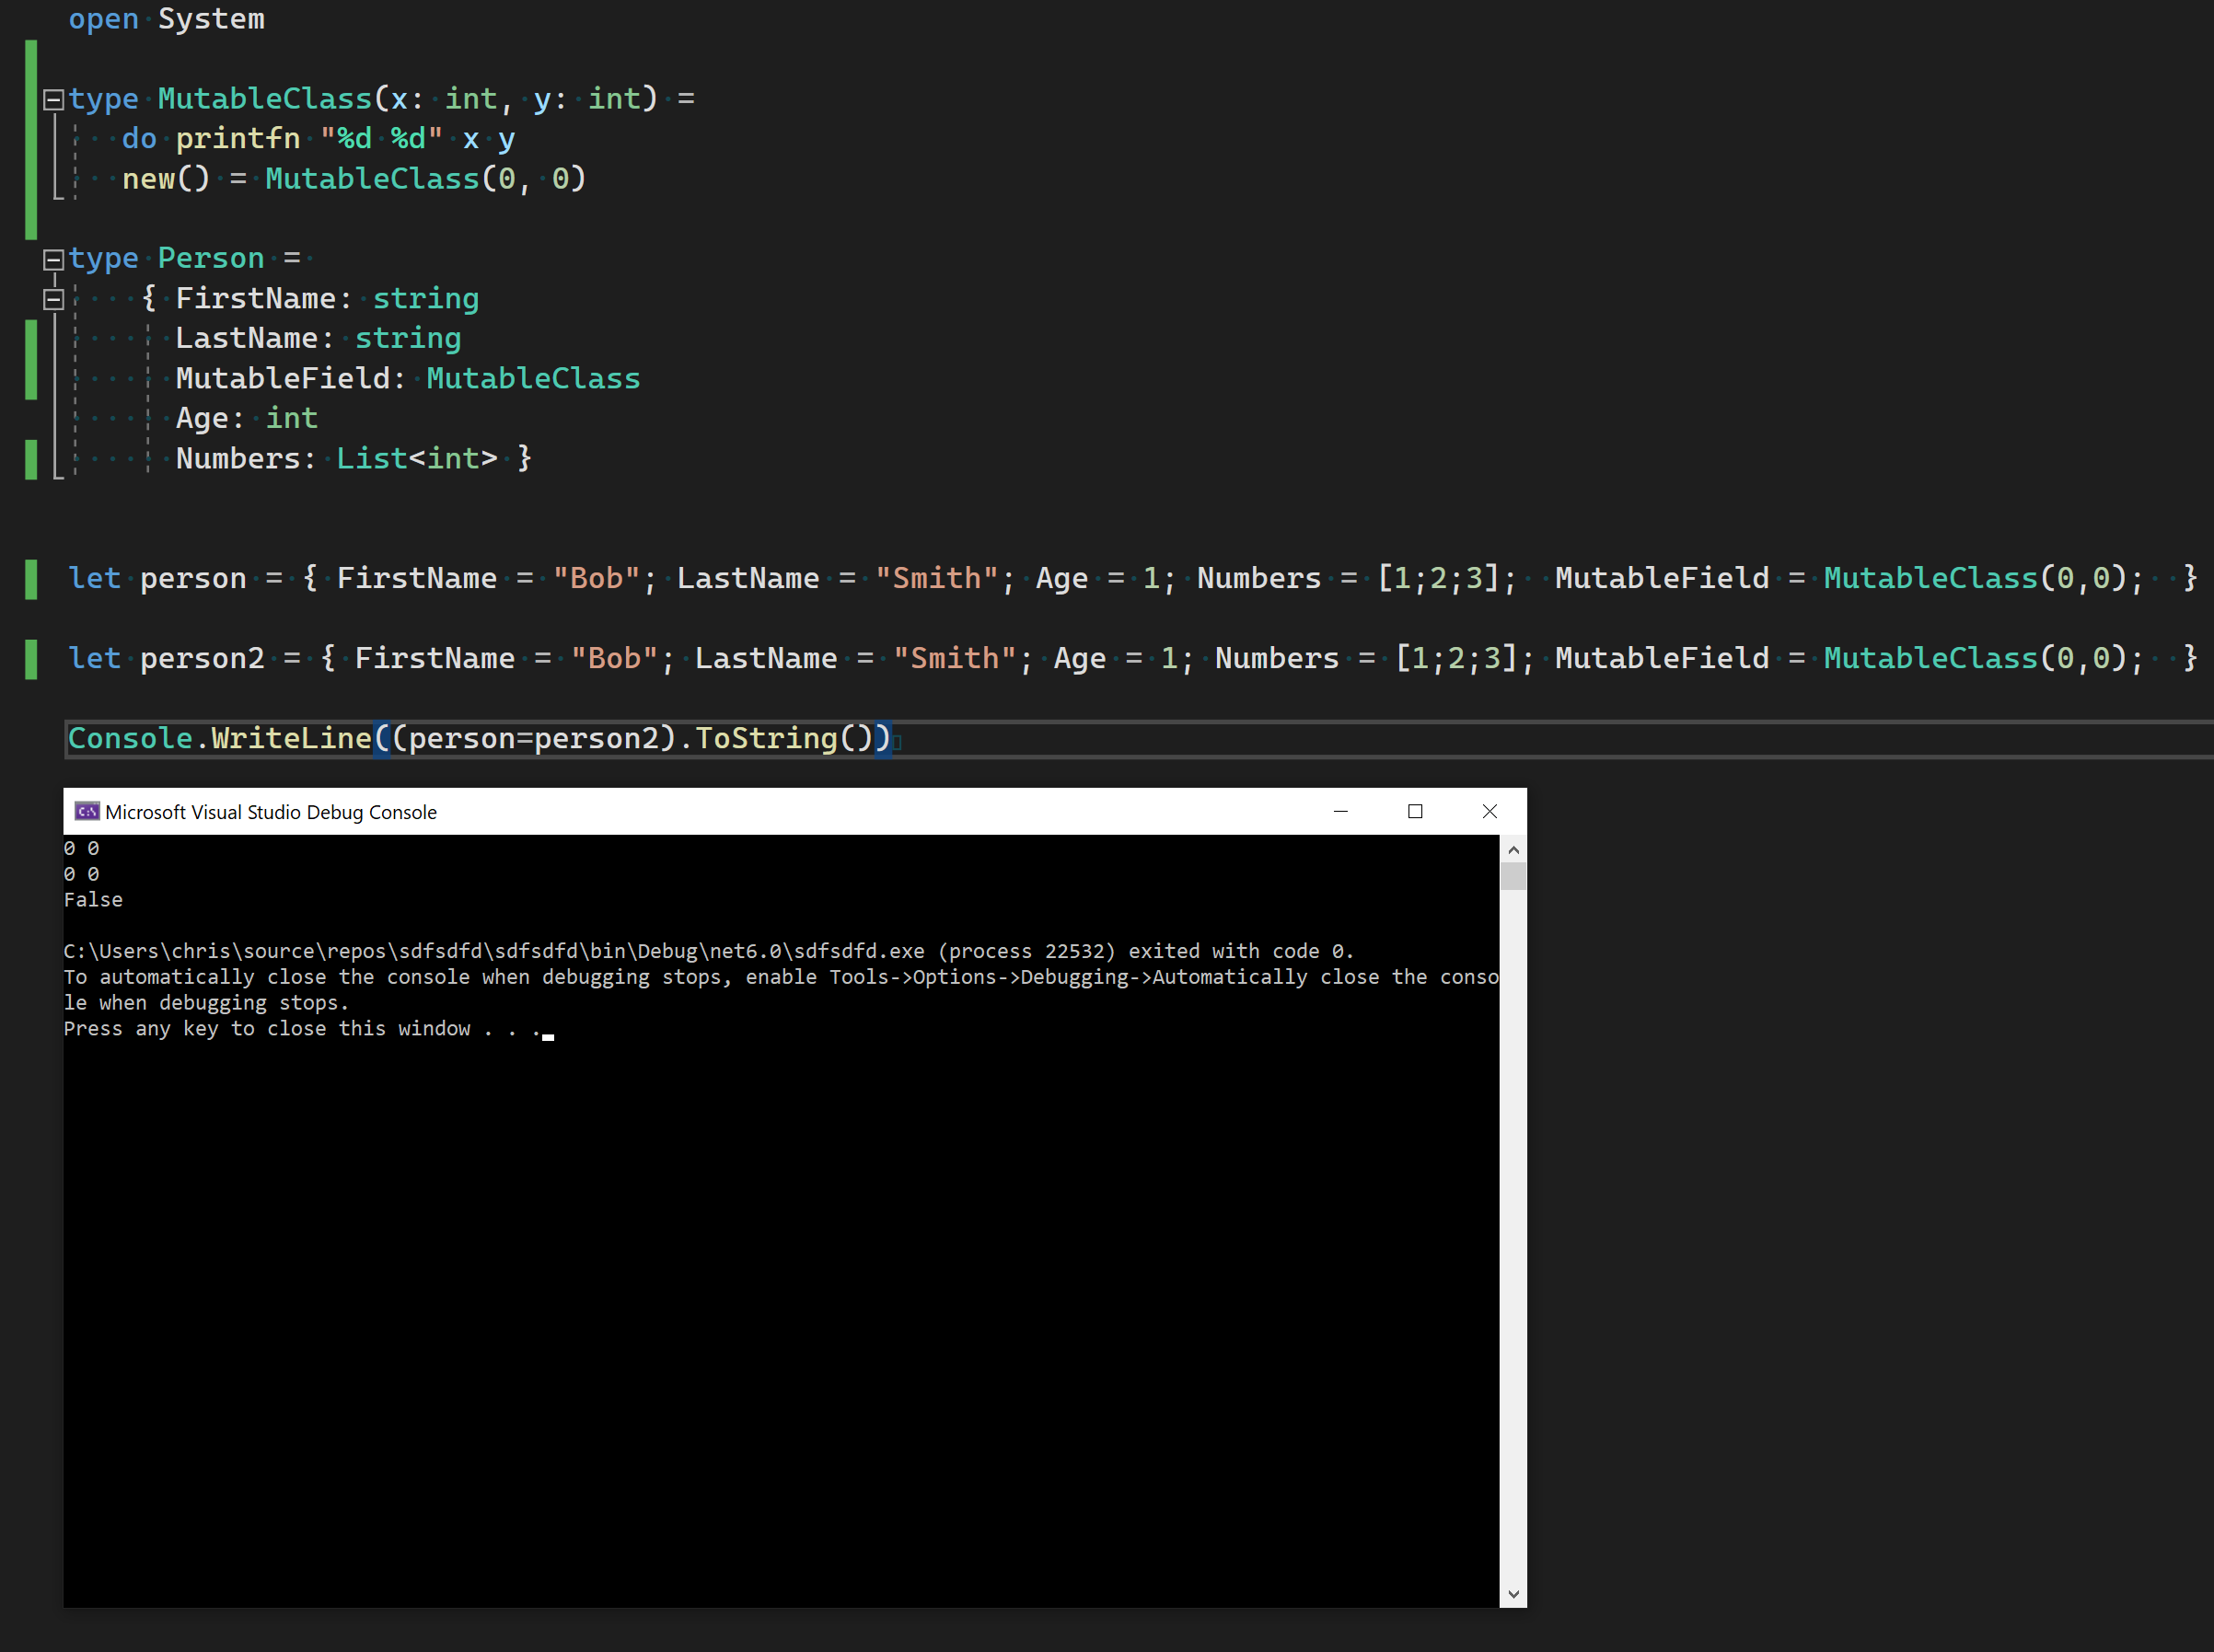 open System
type MutableClass(x: int, y: int) =
do printfn "%d %d" x y
new() = MutableClass(0, 0)
type Person =
{ FirstName: string
LastName: string
MutableField: MutableClass
Age: int
Numbers: List<int> }
let person = { FirstName = "Bob"; LastName = "Smith"; Age = 1; Numbers = [1;2;3];  MutableField = MutableClass(0,0);  }
let person2 = { FirstName = "Bob"; LastName = "Smith"; Age = 1; Numbers = [1;2;3]; MutableField = MutableClass(0,0);  }
Console.WriteLine((person=person2).ToString())
Microsoft Visual Studio Debug Console
0 0
0 0
False
C:\Users\chris\source\repos\sdfsdfd\sdfsdfd\bin\Debug\net6.0\sdfsdfd.exe (process 22532) exited with code 0.
To automatically close the console when debugging stops, enable Tools->Options->Debugging->Automatically close the conso
le when debugging stops.
Press any key to close this window . . .